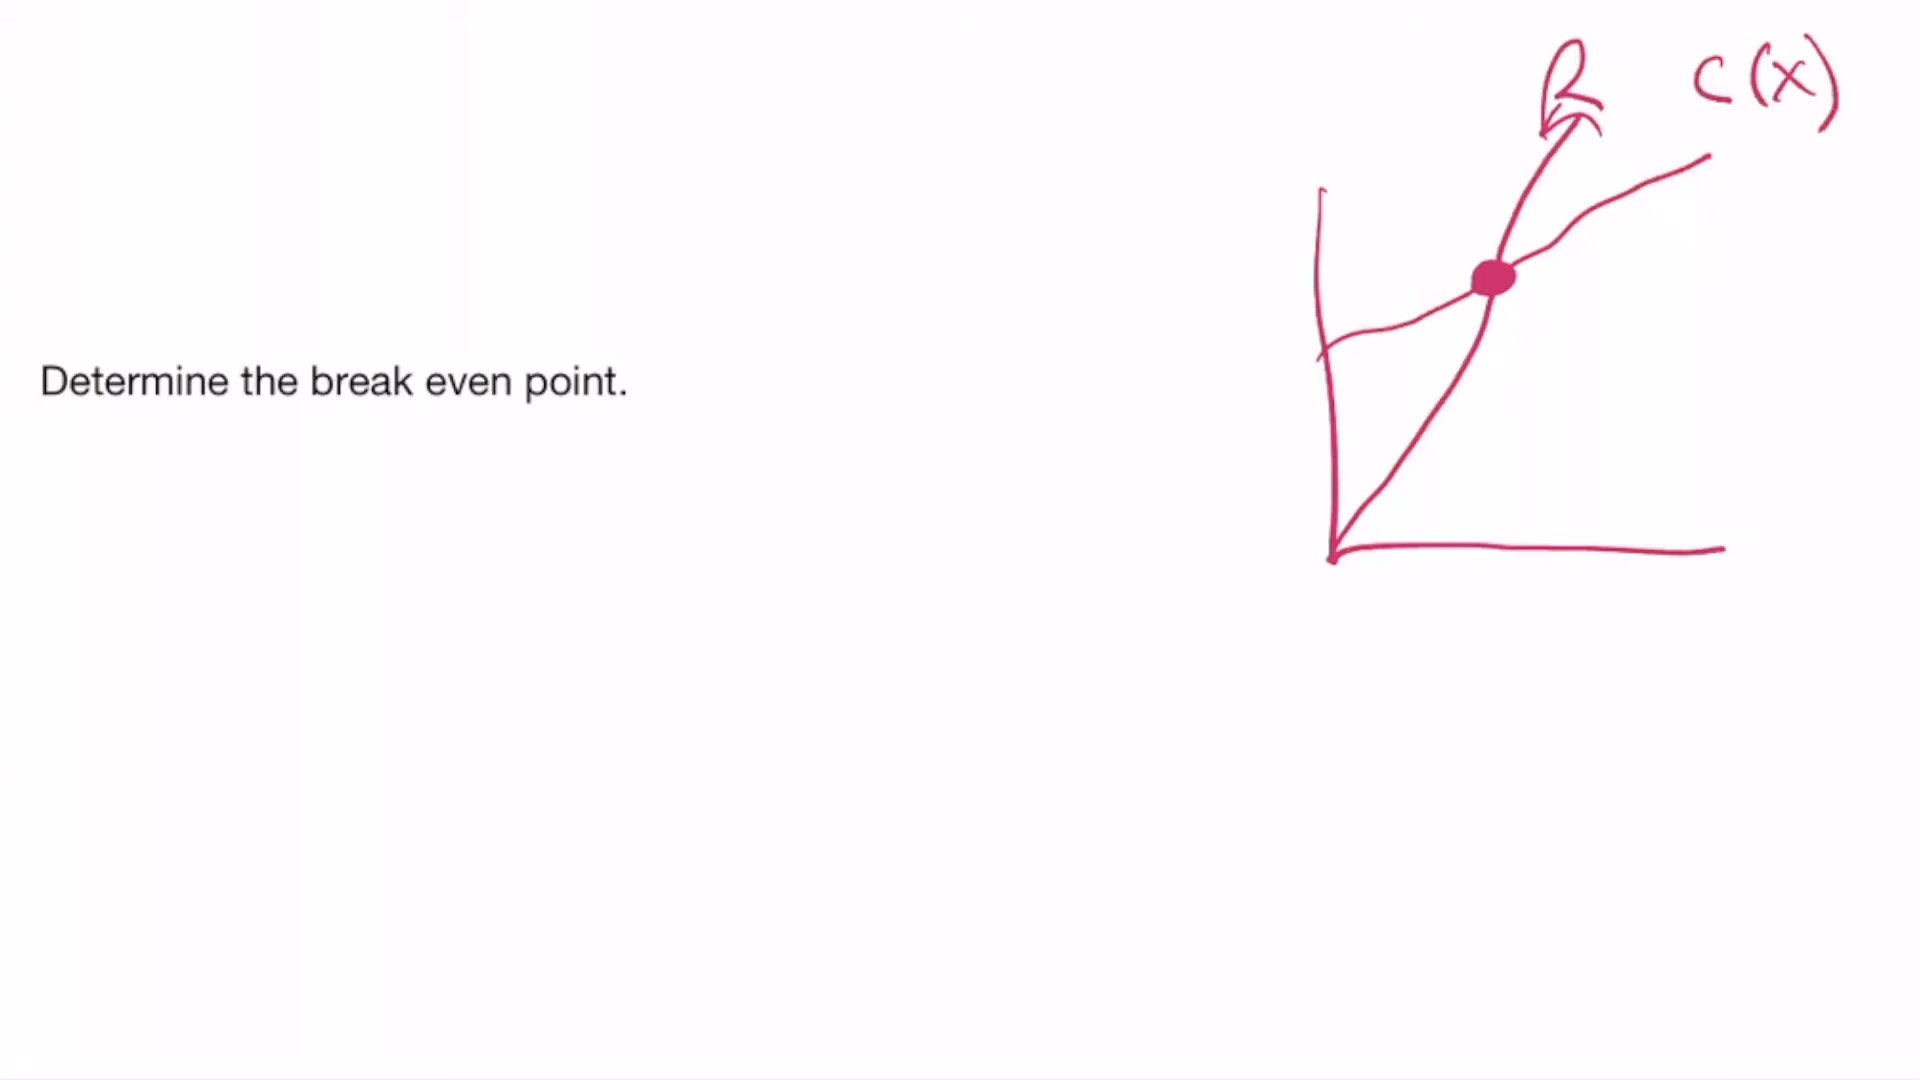 R C(x)
Determine the break even point.